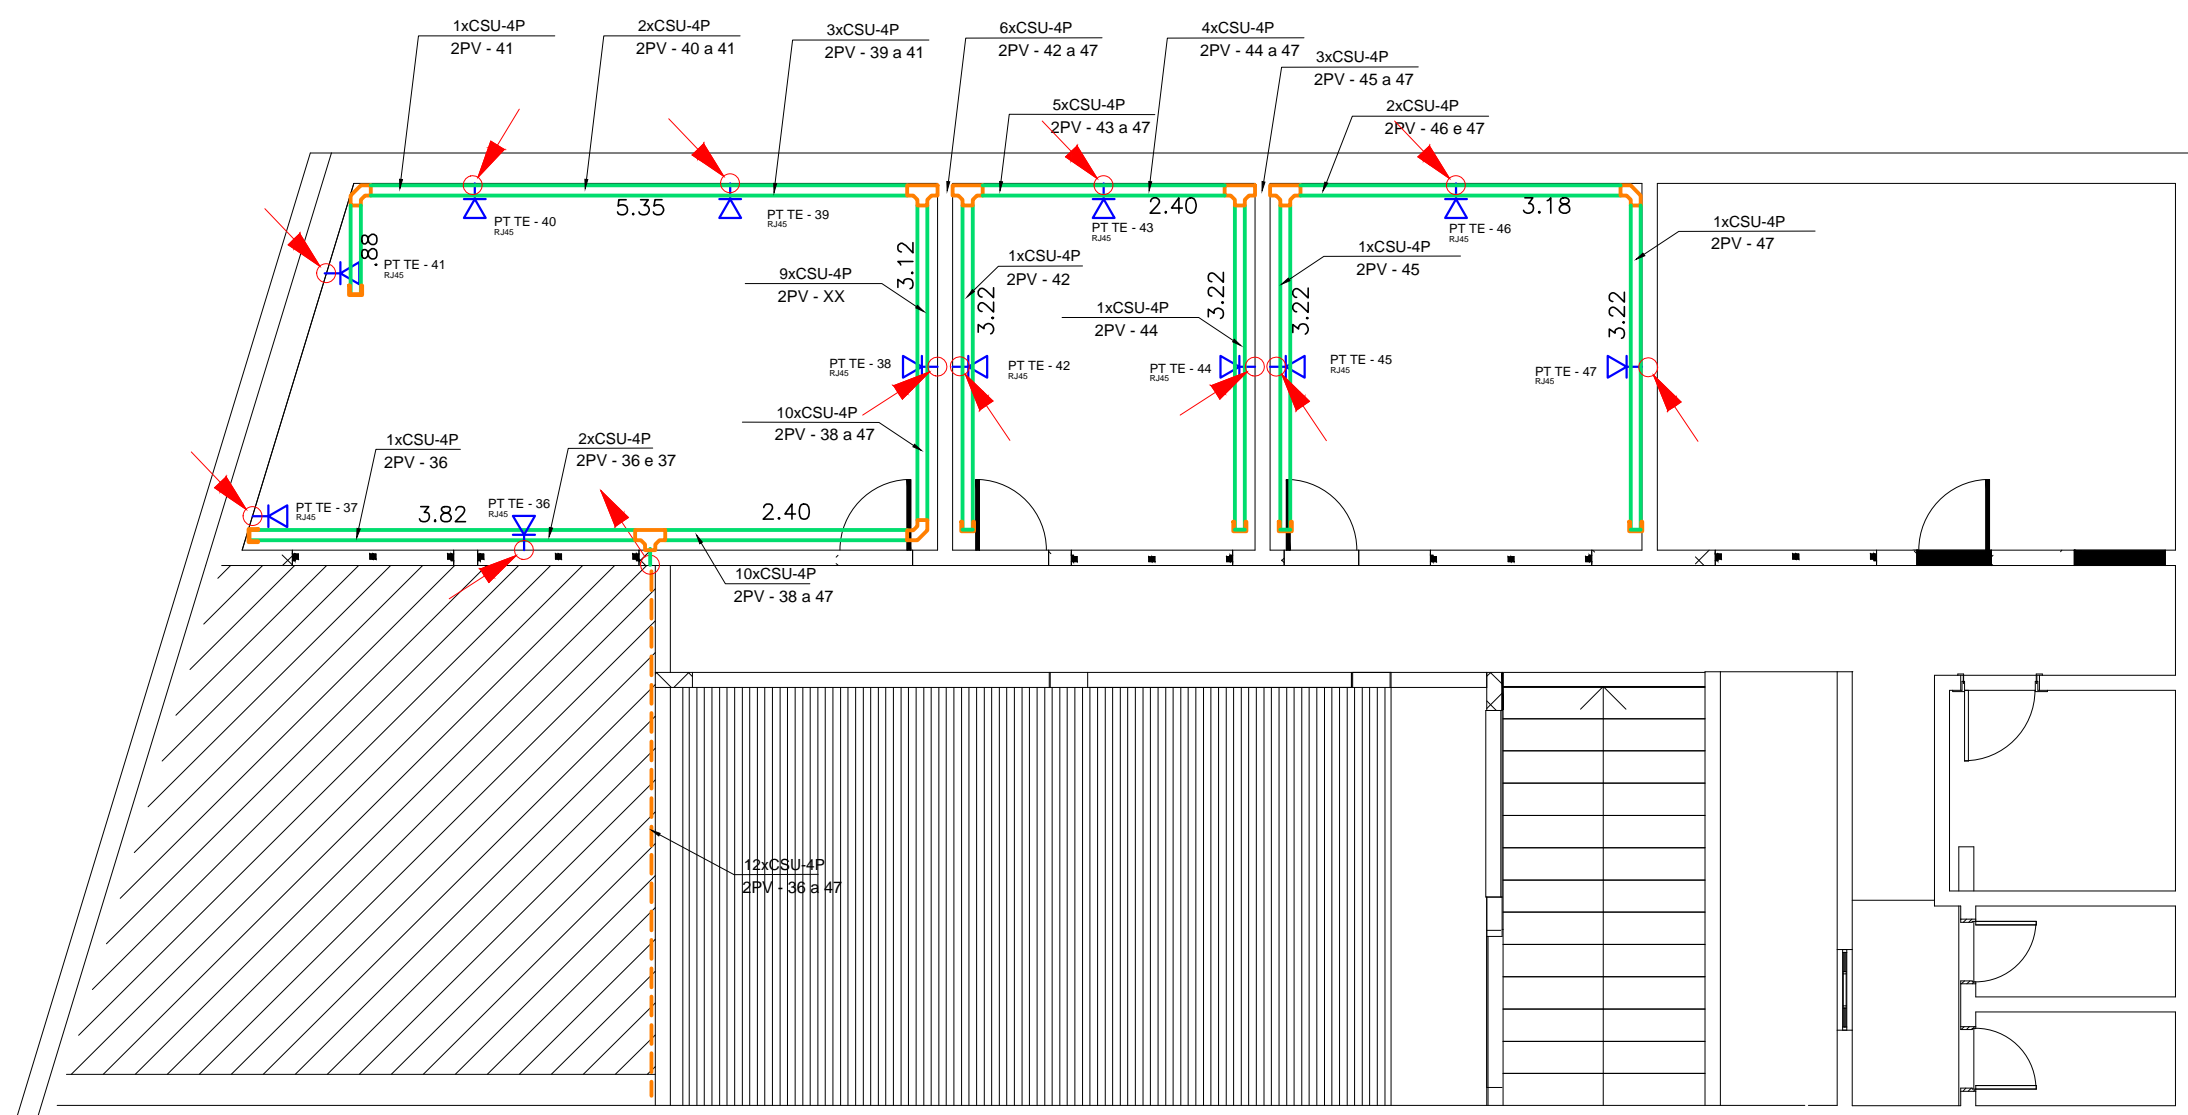 1xCSU-4P
2PV - 41
2xCSU-4P
2PV - 40 a 41
3xCSU-4P
2PV - 39 a 41
6xCSU-4P
2PV - 42 a 47
4xCSU-4P
2PV - 44 a 47
3xCSU-4P
2PV - 45 a 47
5xCSU-4P
2PV - 43 a 47
2xCSU-4P
2PV - 46 e 47
PT TE - 40
RJ45
5.35
PT TE - 39
RJ45
PT TE - 43
RJ45
2.40
PT TE - 46
RJ45
3.18
1xCSU-4P
2PV - 47
.88
PT TE - 41
RJ45
9xCSU-4P
2PV - XX
3.12
1xCSU-4P
2PV - 42
3.22
1xCSU-4P
2PV - 44
3.22
1xCSU-4P
2PV - 45
3.22
3.22
PT TE - 38
RJ45
PT TE - 42
RJ45
PT TE - 44
RJ45
PT TE - 45
RJ45
PT TE - 47
RJ45
10xCSU-4P
2PV - 38 a 47
1xCSU-4P
2PV - 36
2xCSU-4P
2PV - 36 e 37
PT TE - 37
RJ45
3.82
PT TE - 36
RJ45
2.40
10xCSU-4P
2PV - 38 a 47
12xCSU-4P
2PV - 36 a 47